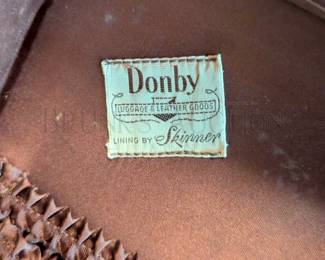 Donby
LUGGAGE & LEATHER GOODS
LINING BY Skinner